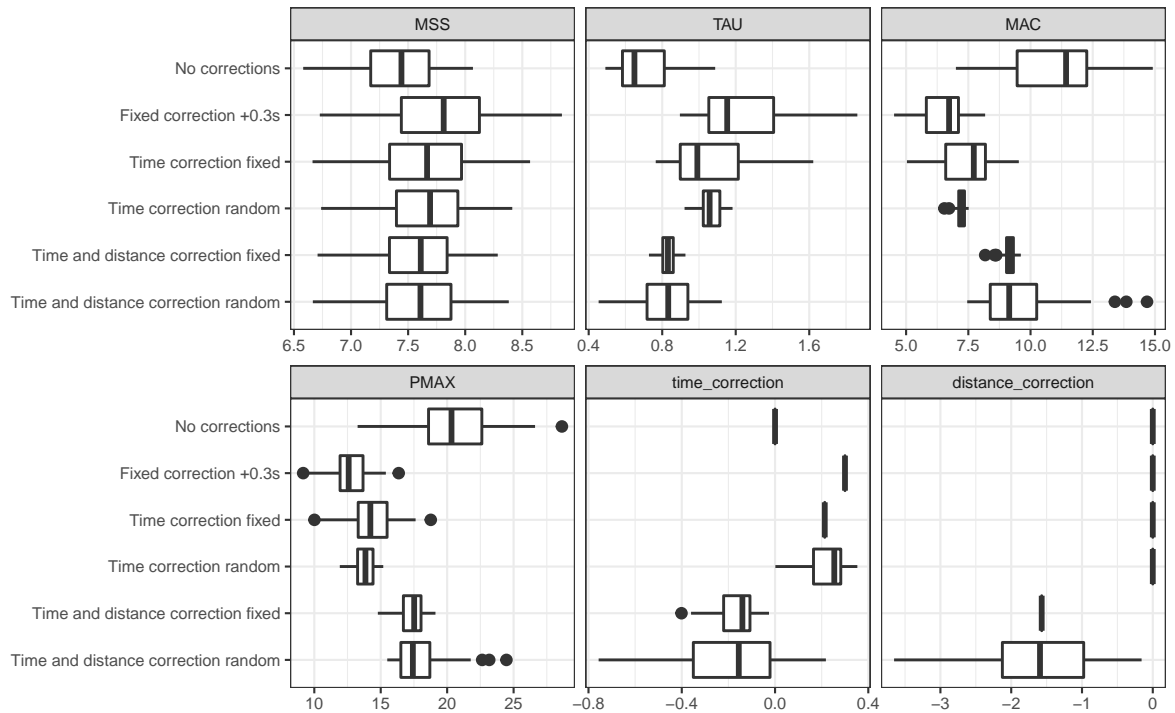 MSS TAU MAC
No corrections
Fixed correction +0.3s
Time correction fixed
Time correction random
Time and distance correction fixed
Time and distance correction random
6.5 7.0 7.5 8.0 8.5 0.4 0.8 1.2 1.6 5.0 7.5 10.0 12.5 15.0
PMAX time_correction distance_correction
No corrections
Fixed correction +0.3s
Time correction fixed
Time correction random
Time and distance correction fixed
Time and distance correction random
10 15 20 25 −0.8 −0.4 0.0 0.4 −3 −2 −1 0